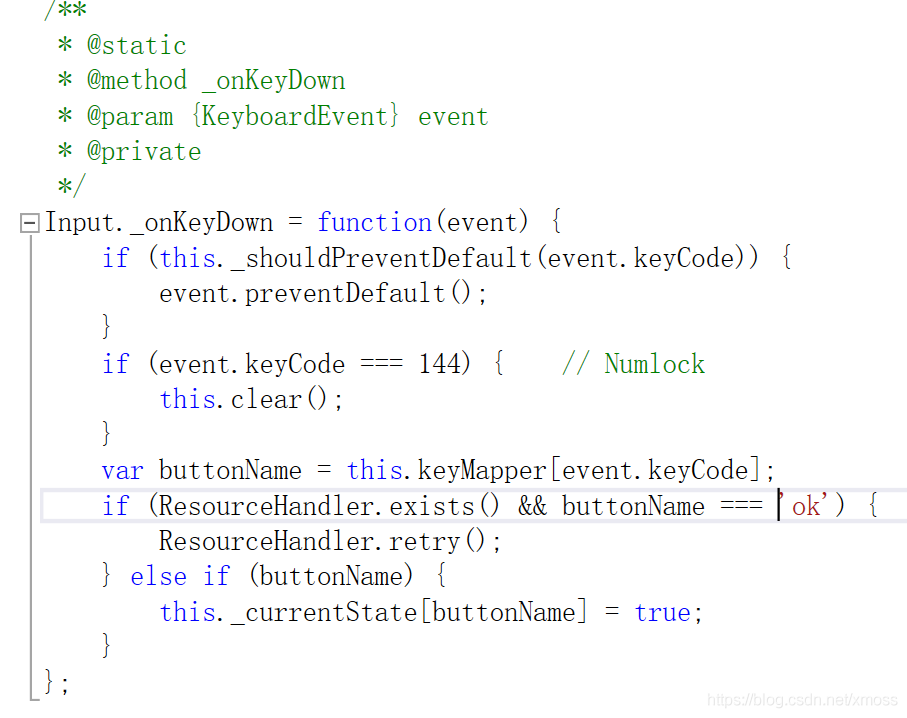 /**
 * @static
 * @method _onKeyDown
 * @param {KeyboardEvent} event
 * @private
 */
Input._onKeyDown = function(event) {
    if (this._shouldPreventDefault(event.keyCode)) {
        event.preventDefault();
    }
    if (event.keyCode === 144) {    // Numlock
        this.clear();
    }
    var buttonName = this.keyMapper[event.keyCode];
    if (ResourceHandler.exists() && buttonName === 'ok') {
        ResourceHandler.retry();
    } else if (buttonName) {
        this._currentState[buttonName] = true;
    }
};
https://blog.csdn.net/xmoss